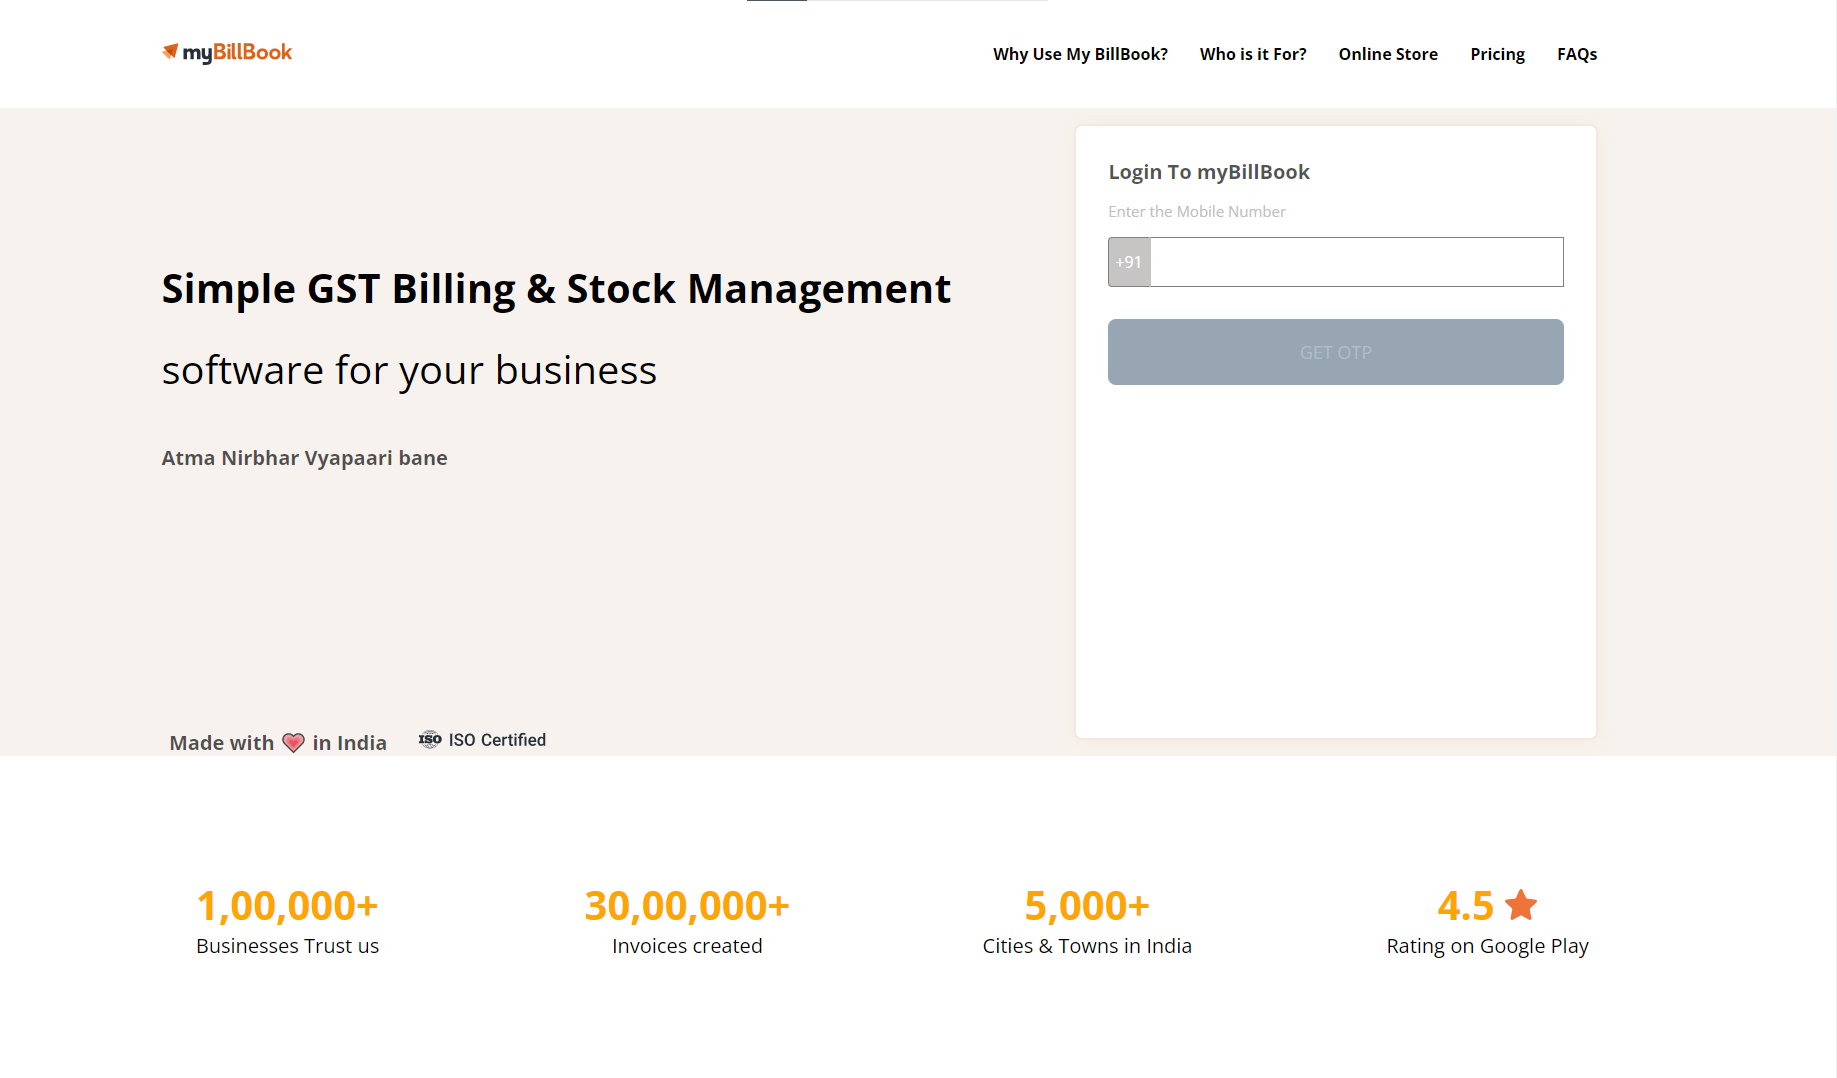 myBillBook
Why Use My BillBook? Who is it For? Online Store Pricing FAQs
Simple GST Billing & Stock Management
software for your business
Atma Nirbhar Vyapaari bane
Made with in India
ISO ISO Certified
Login To myBillBook
Enter the Mobile Number
+91
GET OTP
1,00,000+
Businesses Trust us
30,00,000+
Invoices created
5,000+
Cities & Towns in India
4.5
Rating on Google Play